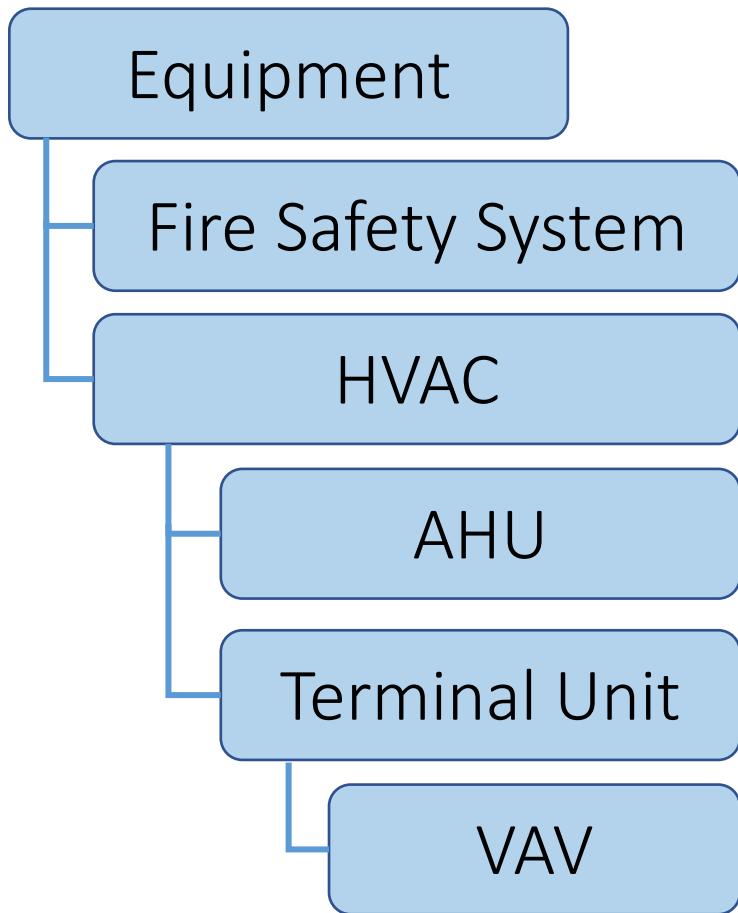 Equipment
Fire Safety System
HVAC
AHU
Terminal Unit
VAV